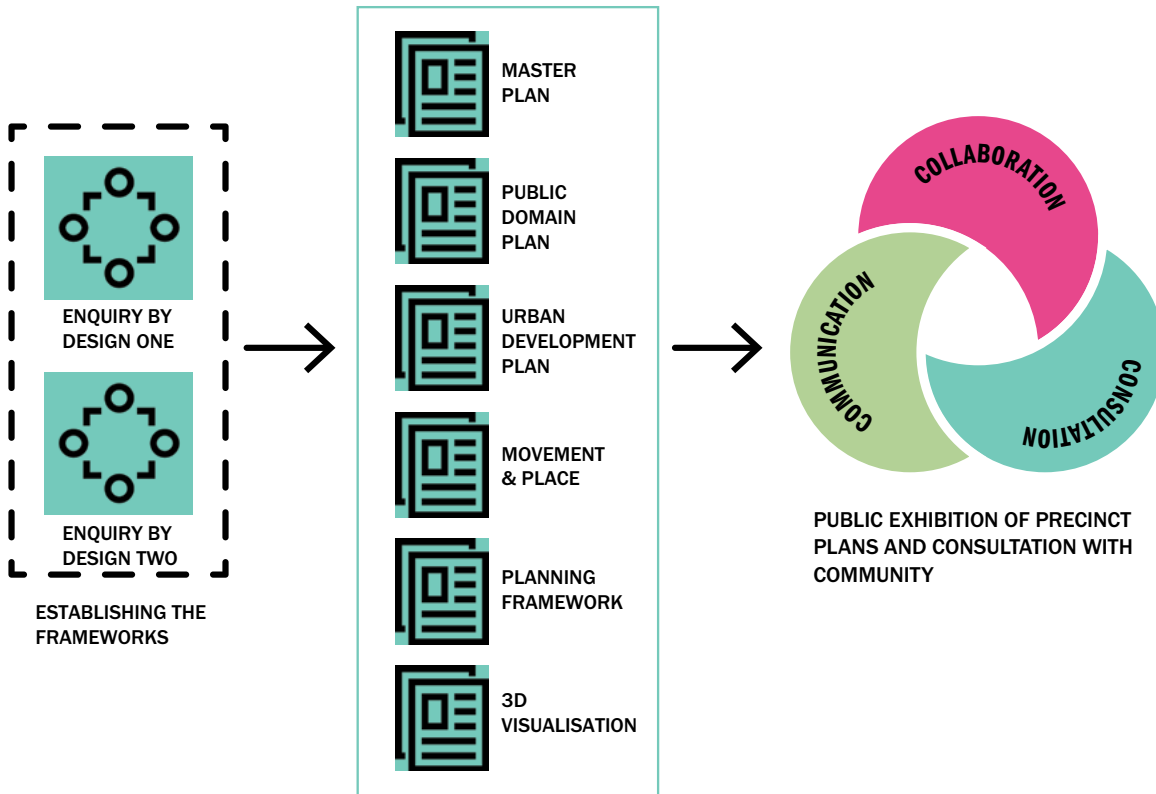 ENQUIRY BY
DESIGN ONE
ENQUIRY BY
DESIGN TWO
ESTABLISHING THE
FRAMEWORKS
MASTER
PLAN
PUBLIC
DOMAIN
PLAN
URBAN
DEVELOPMENT
PLAN
MOVEMENT
& PLACE
PLANNING
FRAMEWORK
3D
VISUALISATION
COLLABORATION
COMMUNICATION
CONSULTATION
PUBLIC EXHIBITION OF PRECINCT
PLANS AND CONSULTATION WITH
COMMUNITY